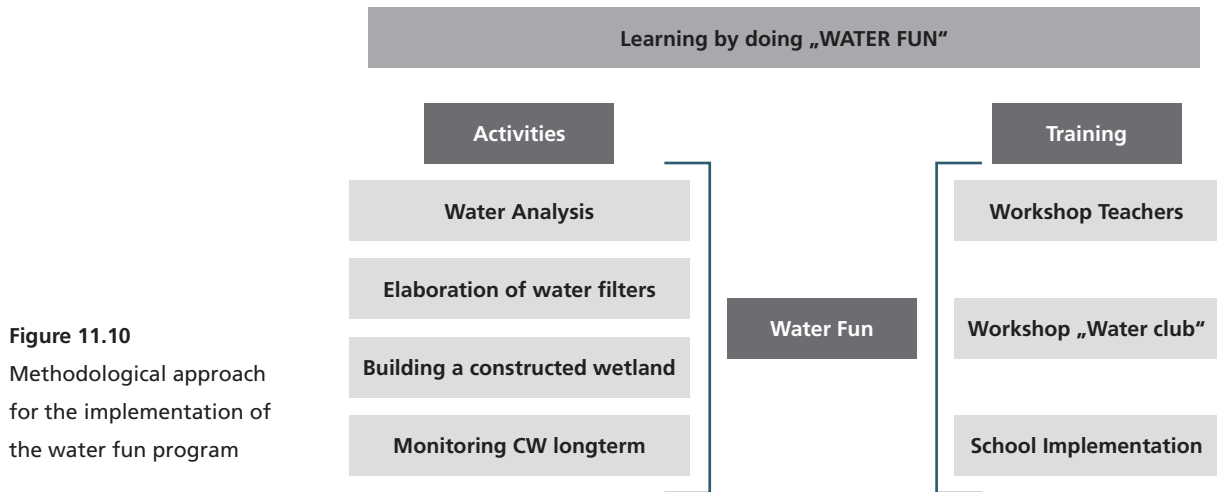 Learning by doing „WATER FUN“
Activities
Water Analysis
Elaboration of water filters
Building a constructed wetland
Monitoring CW longterm
Water Fun
Training
Workshop Teachers
Workshop „Water club“
School Implementation
Figure 11.10
Methodological approach
for the implementation of
the water fun program